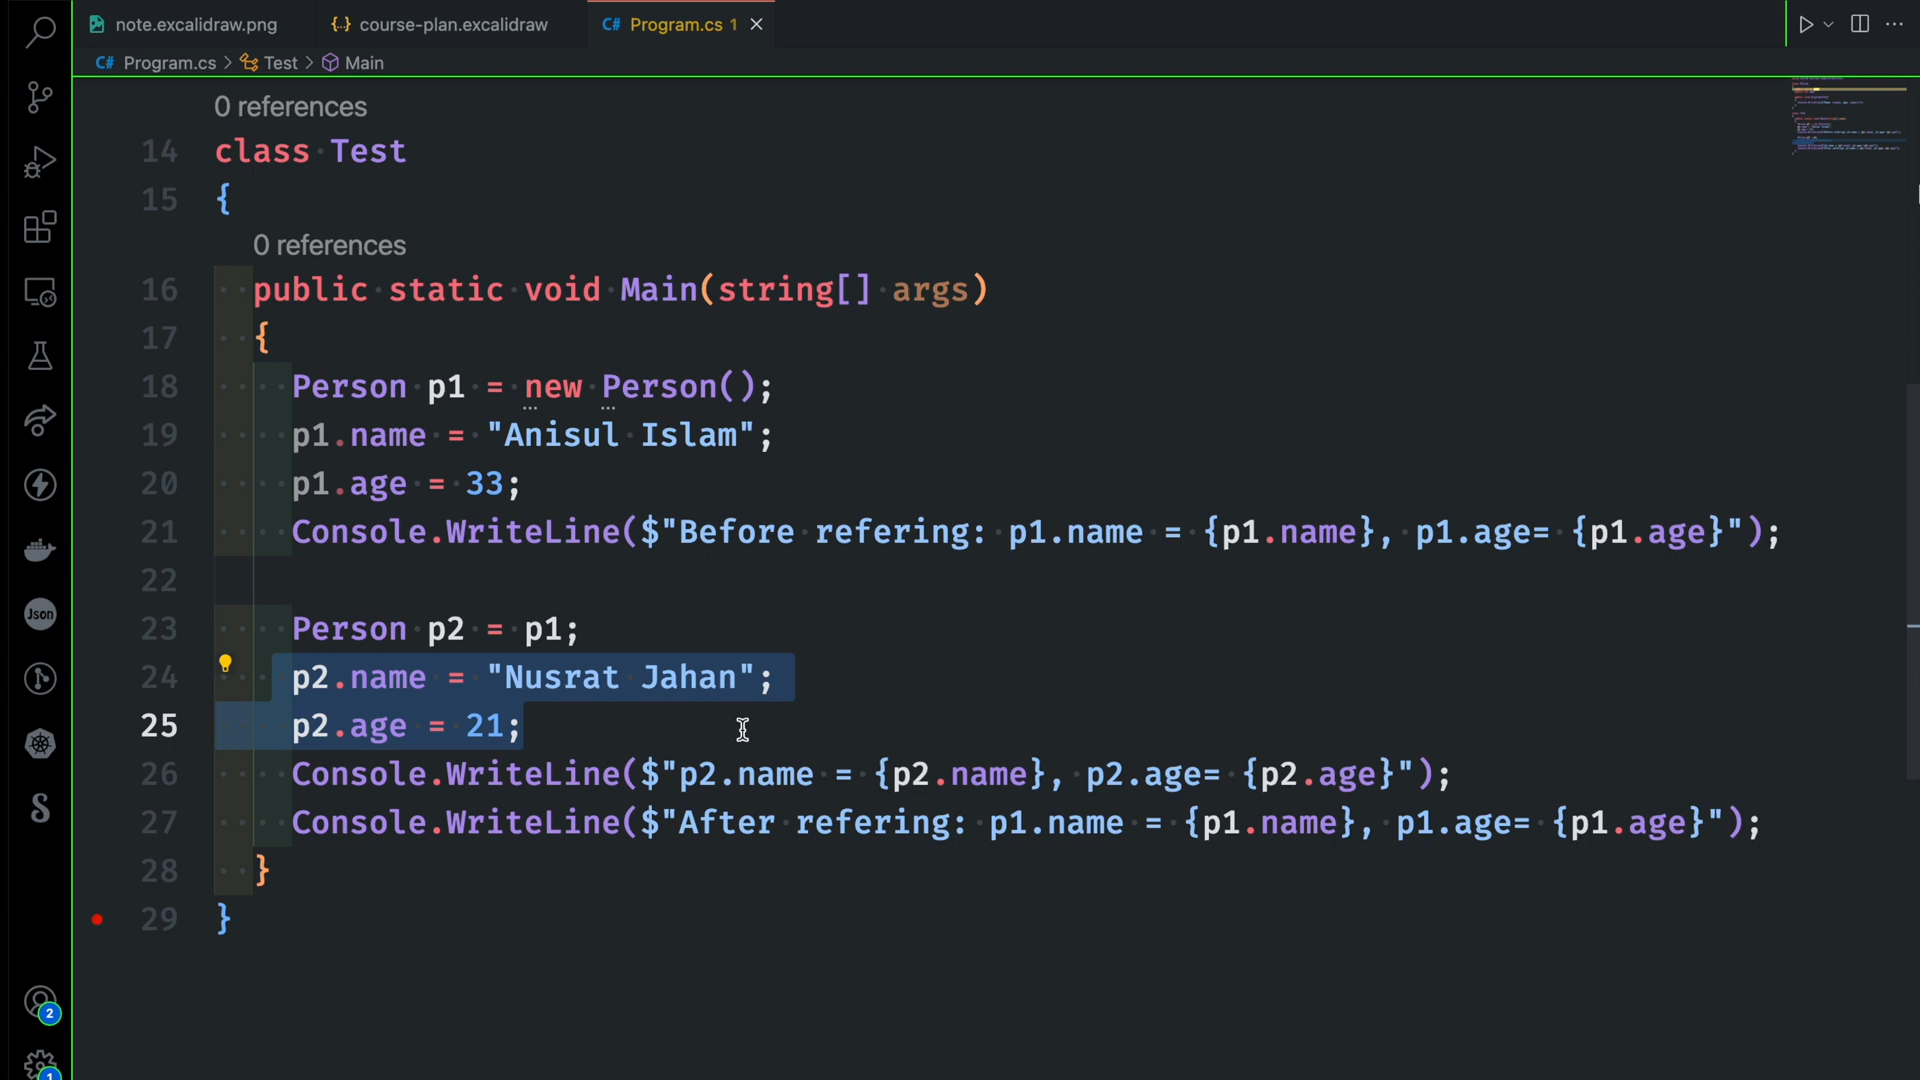 note.excalidraw.png
{..} course-plan.excalidraw
C# Program.cs 1
C# Program.cs > Test > Main
0 references
14 class Test
15 {
0 references
16 public static void Main(string[] args)
17 {
18 Person p1 = new Person();
19 p1.name = "Anisul Islam";
20 p1.age = 33;
21 Console.WriteLine($"Before refering: p1.name = {p1.name}, p1.age= {p1.age}");
22
23 Person p2 = p1;
24 p2.name = "Nusrat Jahan";
25 p2.age = 21;
26 Console.WriteLine($"p2.name = {p2.name}, p2.age= {p2.age}");
27 Console.WriteLine($"After refering: p1.name = {p1.name}, p1.age= {p1.age}");
28 }
29 }
Json
2
1